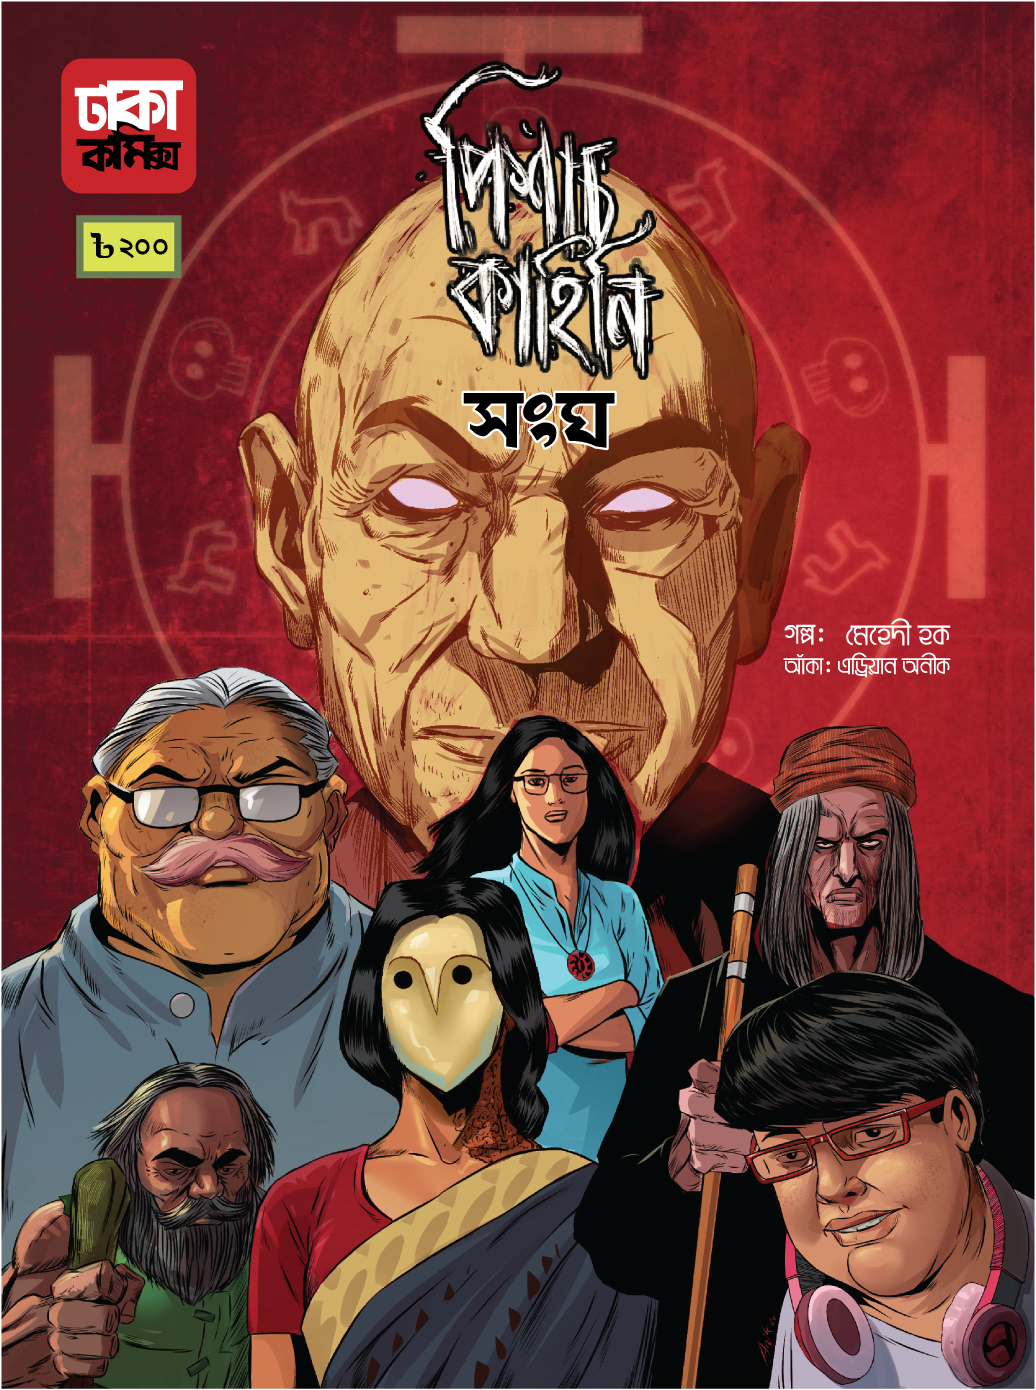 ঢাকা
কমিক্স
৳ ২০০
পিশাচ
কাহিনি
সংঘ
গল্প: মেহেদী হক
আঁকা: এড্রিয়ান অনীক